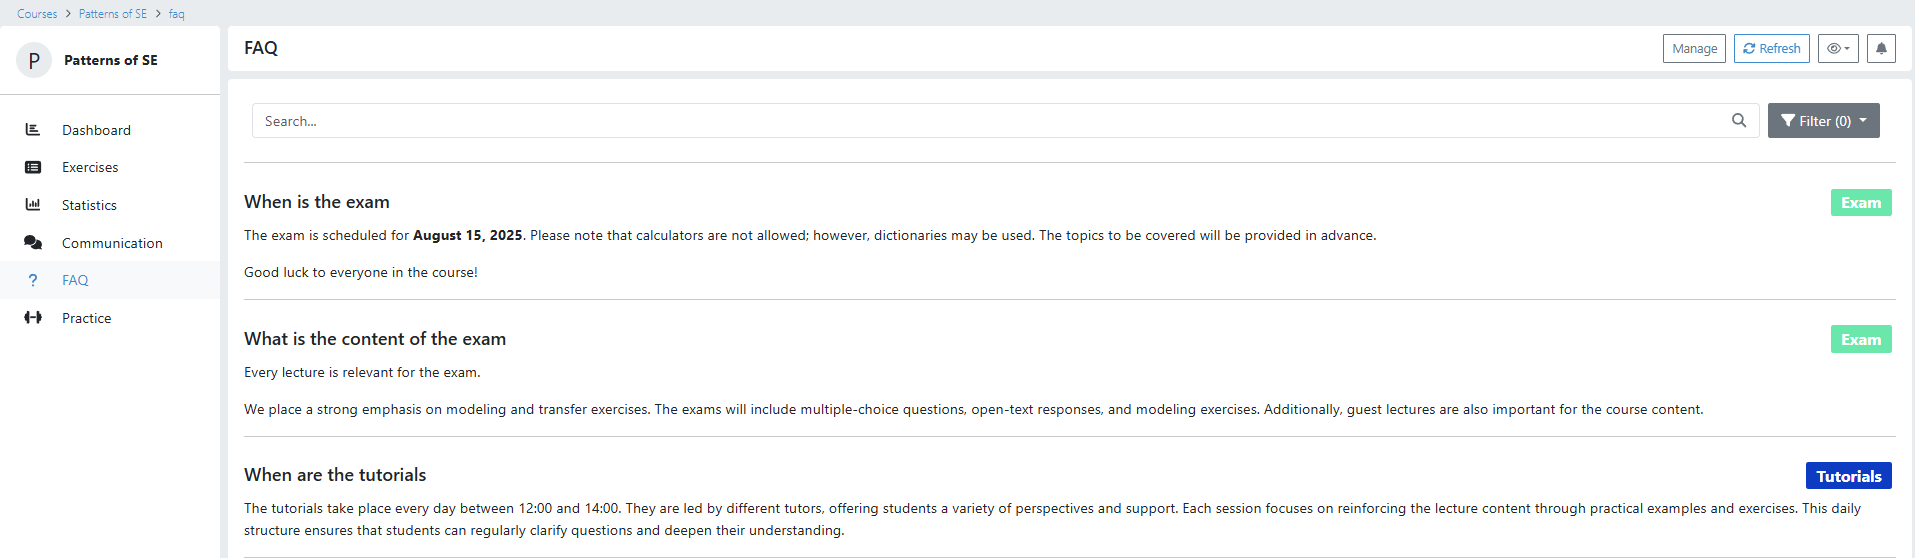 Courses > Patterns of SE > faq
P Patterns of SE
Dashboard
Exercises
Statistics
Communication
? FAQ
Practice
FAQ
Manage Refresh
Search...
Filter (0)
When is the exam
Exam
The exam is scheduled for August 15, 2025. Please note that calculators are not allowed; however, dictionaries may be used. The topics to be covered will be provided in advance.
Good luck to everyone in the course!
What is the content of the exam
Exam
Every lecture is relevant for the exam.
We place a strong emphasis on modeling and transfer exercises. The exams will include multiple-choice questions, open-text responses, and modeling exercises. Additionally, guest lectures are also important for the course content.
When are the tutorials
Tutorials
The tutorials take place every day between 12:00 and 14:00. They are led by different tutors, offering students a variety of perspectives and support. Each session focuses on reinforcing the lecture content through practical examples and exercises. This daily
structure ensures that students can regularly clarify questions and deepen their understanding.